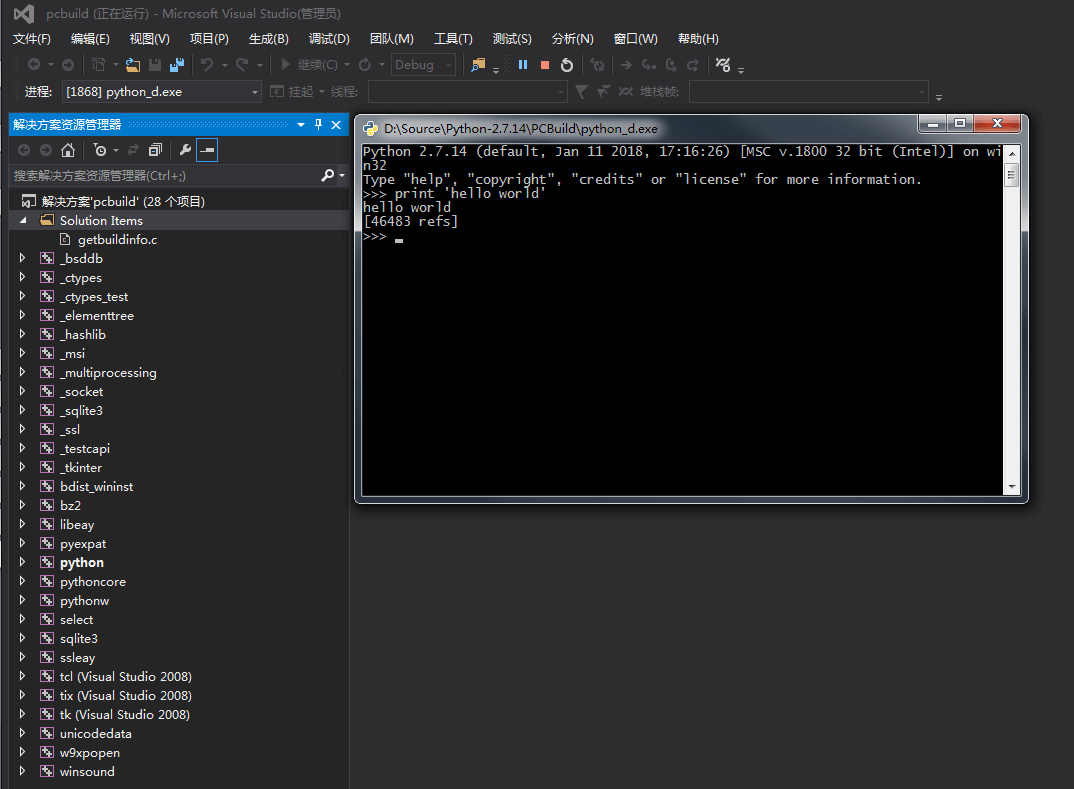 pcbuild (正在运行) - Microsoft Visual Studio(管理员)
文件(F) 编辑(E) 视图(V) 项目(P) 生成(B) 调试(D) 团队(M) 工具(T) 测试(S) 分析(N) 窗口(W) 帮助(H)
继续(C) Debug
进程: [1868] python_d.exe 挂起 线程: 堆栈帧:
解决方案资源管理器
搜索解决方案资源管理器(Ctrl+;)
解决方案'pcbuild' (28 个项目)
Solution Items
getbuildinfo.c
_bsddb
_ctypes
_ctypes_test
_elementtree
_hashlib
_msi
_multiprocessing
_socket
_sqlite3
_ssl
_testcapi
_tkinter
bdist_wininst
bz2
libeay
pyexpat
python
pythoncore
pythonw
select
sqlite3
ssleay
tcl (Visual Studio 2008)
tix (Visual Studio 2008)
tk (Visual Studio 2008)
unicodedata
w9xpopen
winsound
D:\Source\Python-2.7.14\PCBuild\python_d.exe
Python 2.7.14 (default, Jan 11 2018, 17:16:26) [MSC v.1800 32 bit (Intel)] on wi
n32
Type "help", "copyright", "credits" or "license" for more information.
>>> print 'hello world'
hello world
[46483 refs]
>>>